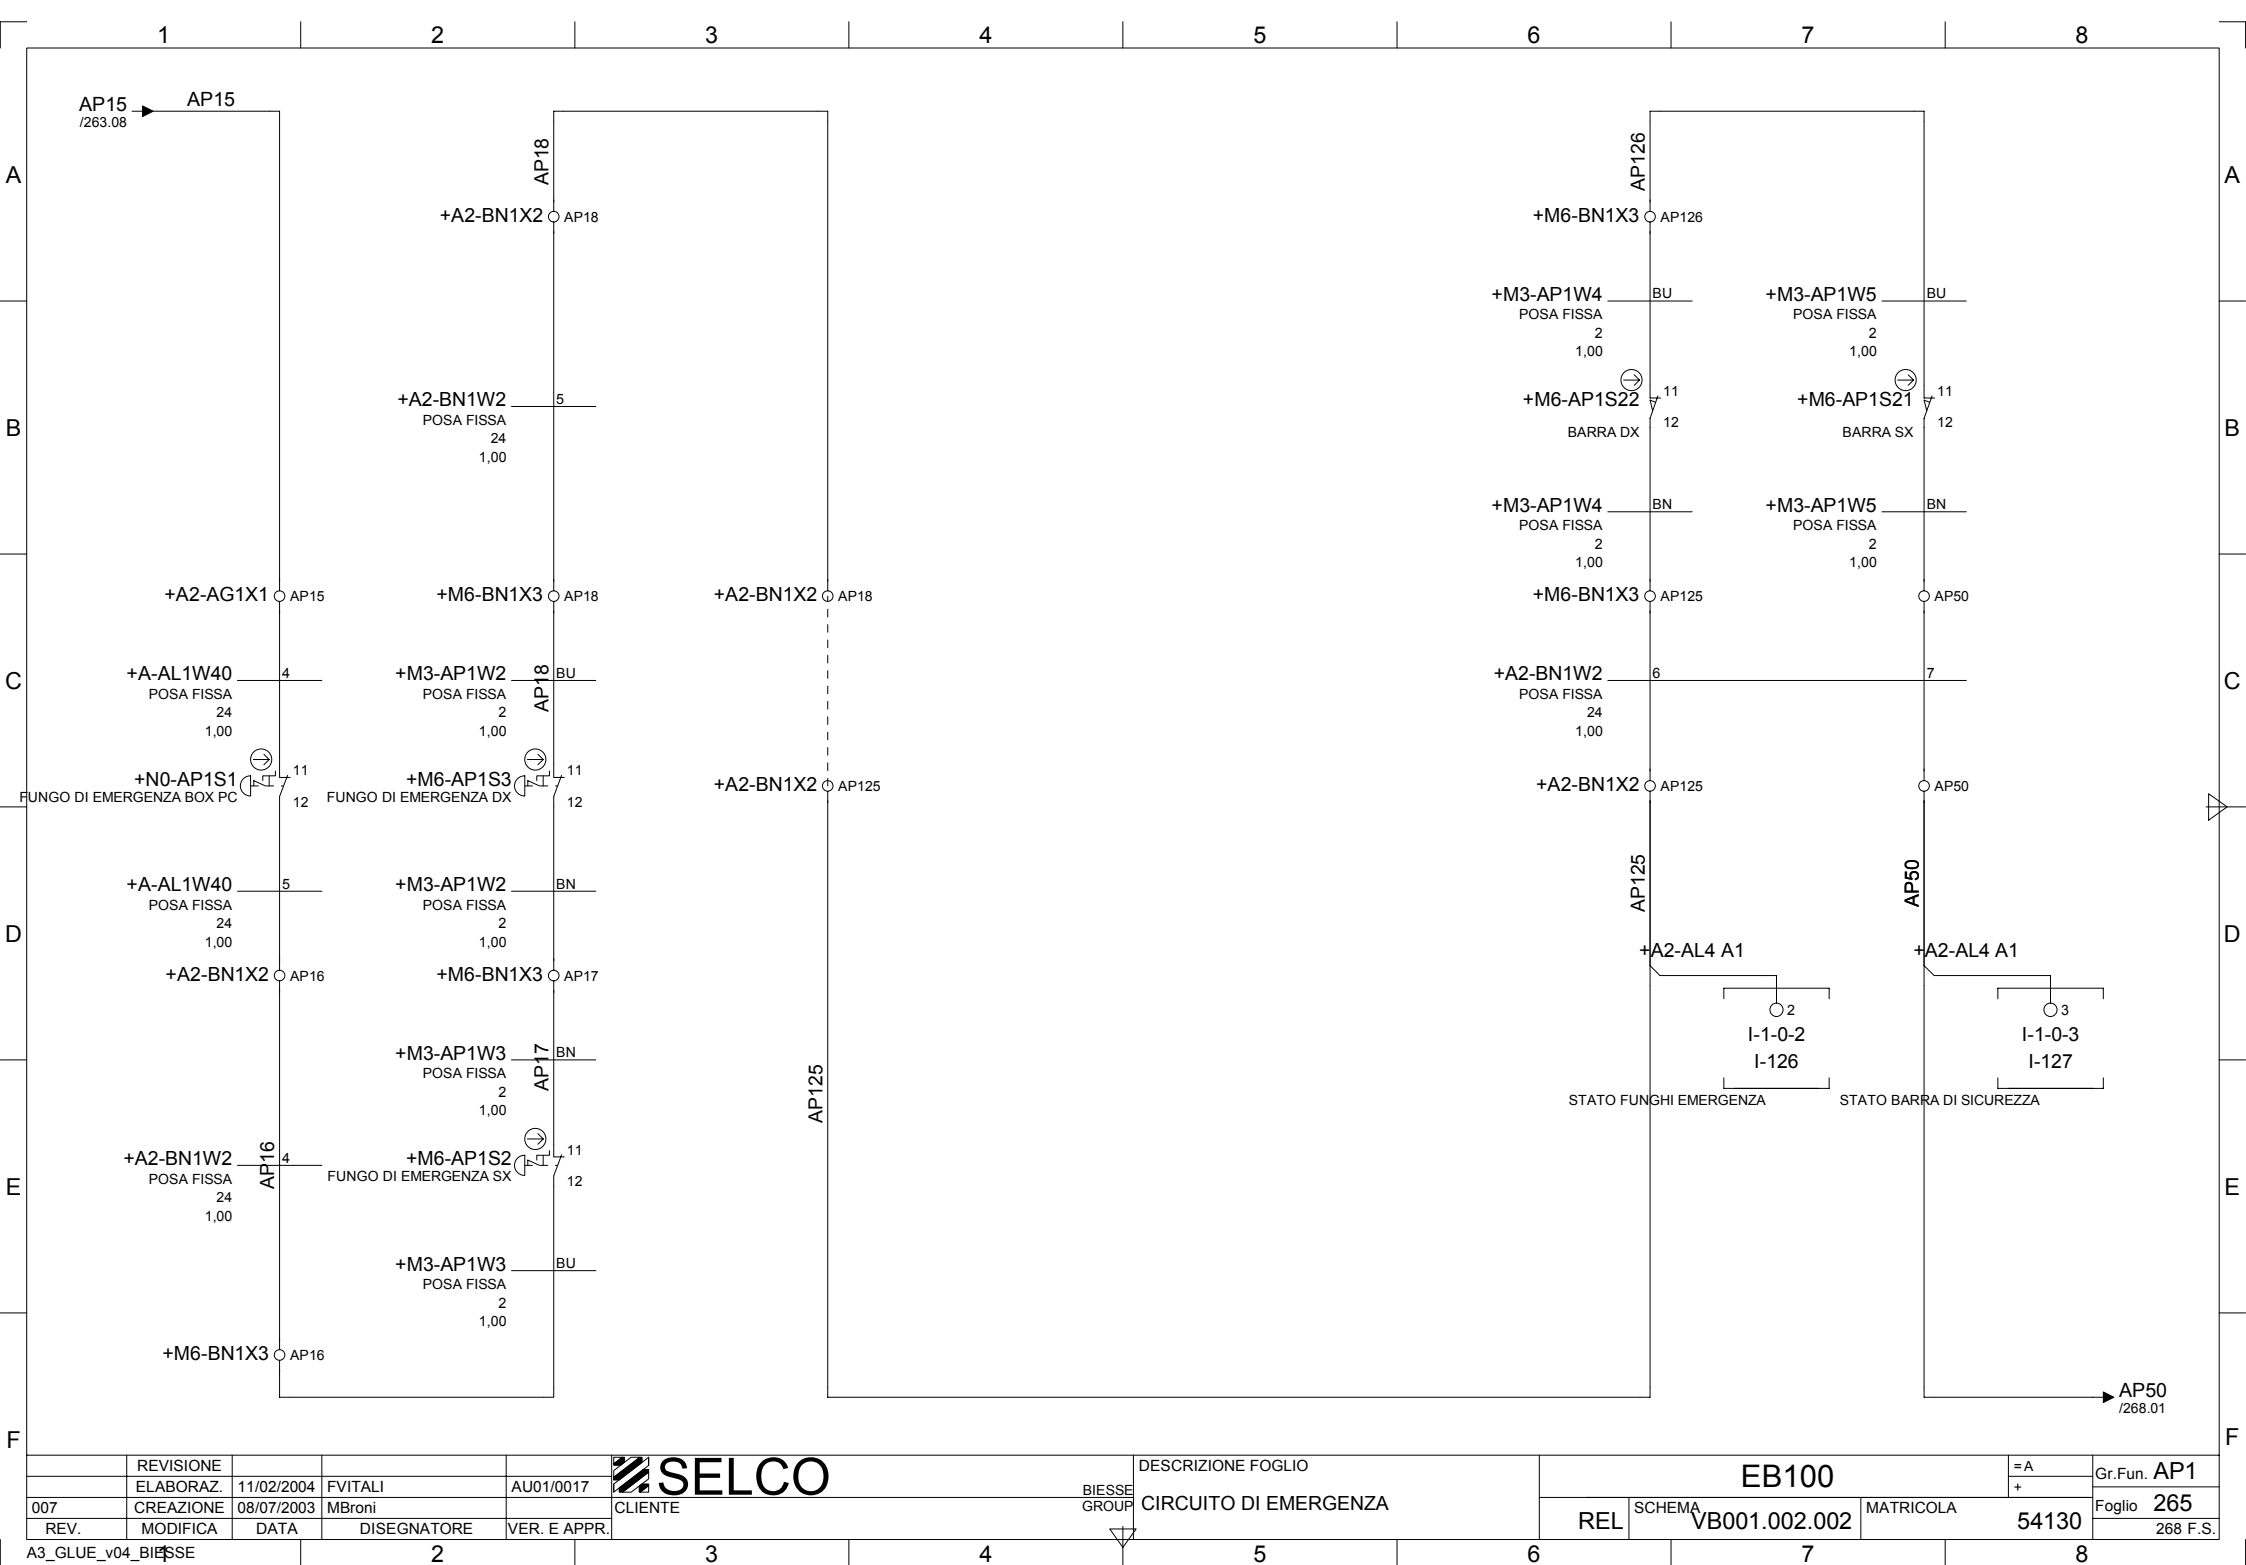 1 2 3 4 5 6 7 8
A A
B B
C C
D D
E E
F F
AP15
/263.08
AP15
+A2-AG1X1 AP15
+A-AL1W40 4
POSA FISSA
24
1,00
+N0-AP1S1 11
FUNGO DI EMERGENZA BOX PC 12
+A-AL1W40 5
POSA FISSA
24
1,00
+A2-BN1X2 AP16
AP16
+A2-BN1W2 4
POSA FISSA
24
1,00
+M6-BN1X3 AP16
AP18
+A2-BN1X2 AP18
+A2-BN1W2 5
POSA FISSA
24
1,00
+M6-BN1X3 AP18
+M3-AP1W2 AP18 BU
POSA FISSA
2
1,00
+M6-AP1S3 11
FUNGO DI EMERGENZA DX 12
+M3-AP1W2 BN
POSA FISSA
2
1,00
+M6-BN1X3 AP17
+M3-AP1W3 AP17 BN
POSA FISSA
2
1,00
+M6-AP1S2 11
FUNGO DI EMERGENZA SX 12
+M3-AP1W3 BU
POSA FISSA
2
1,00
+A2-BN1X2 AP18
+A2-BN1X2 AP125
AP125
AP126
+M6-BN1X3 AP126
+M3-AP1W4 BU
POSA FISSA
2
1,00
+M6-AP1S22 11
BARRA DX 12
+M3-AP1W4 BN
POSA FISSA
2
1,00
+M6-BN1X3 AP125
+A2-BN1W2 6
POSA FISSA
24
1,00
+A2-BN1X2 AP125
AP125
+A2-AL4 A1
2
I-1-0-2
I-126
STATO FUNGHI EMERGENZA
+M3-AP1W5 BU
POSA FISSA
2
1,00
+M6-AP1S21 11
BARRA SX 12
+M3-AP1W5 BN
POSA FISSA
2
1,00
AP50
7
AP50
AP50
+A2-AL4 A1
3
I-1-0-3
I-127
STATO BARRA DI SICUREZZA
AP50
/268.01
REVISIONE
ELABORAZ. 11/02/2004 FVITALI AU01/0017
007 CREAZIONE 08/07/2003 MBroni
REV. MODIFICA DATA DISEGNATORE VER. E APPR.
SELCO
CLIENTE
BIESSE
GROUP
DESCRIZIONE FOGLIO
CIRCUITO DI EMERGENZA
EB100
REL SCHEMA VB001.002.002 MATRICOLA 54130
= A
+
Gr.Fun. AP1
Foglio 265
268 F.S.
A3_GLUE_v04_BIESSE
1 2 3 4 5 6 7 8